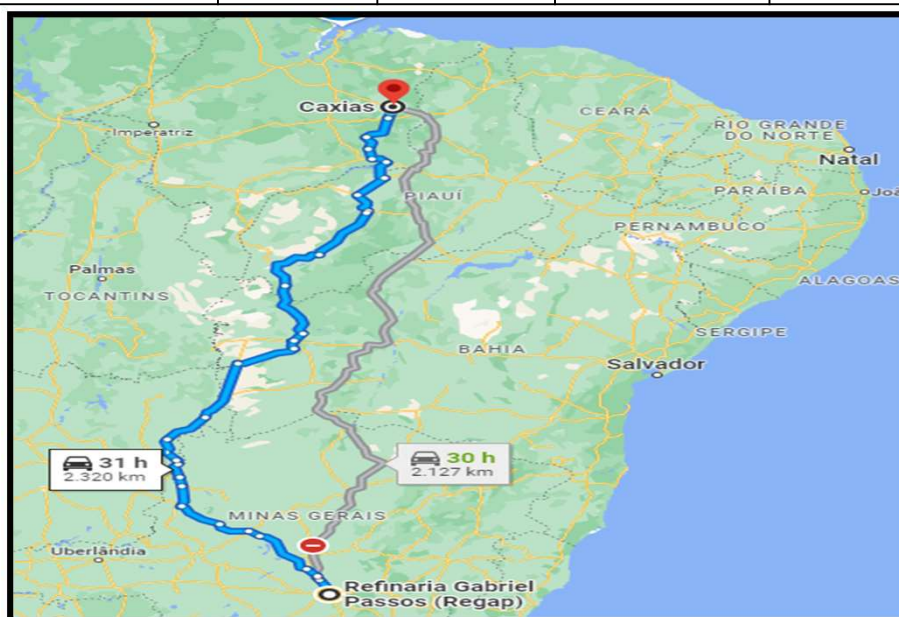 Caxias
CEARÁ
Imperatriz
RIO GRANDE
DO NORTE
Natal
PIAUÍ
PARAÍBA
Joã
PERNAMBUCO
Palmas
TOCANTINS
ALAGOAS
SERGIPE
BAHIA
Salvador
31 h
2.320 km
30 h
2.127 km
MINAS GERAIS
Uberlândia
Refinaria Gabriel
Passos (Regap)